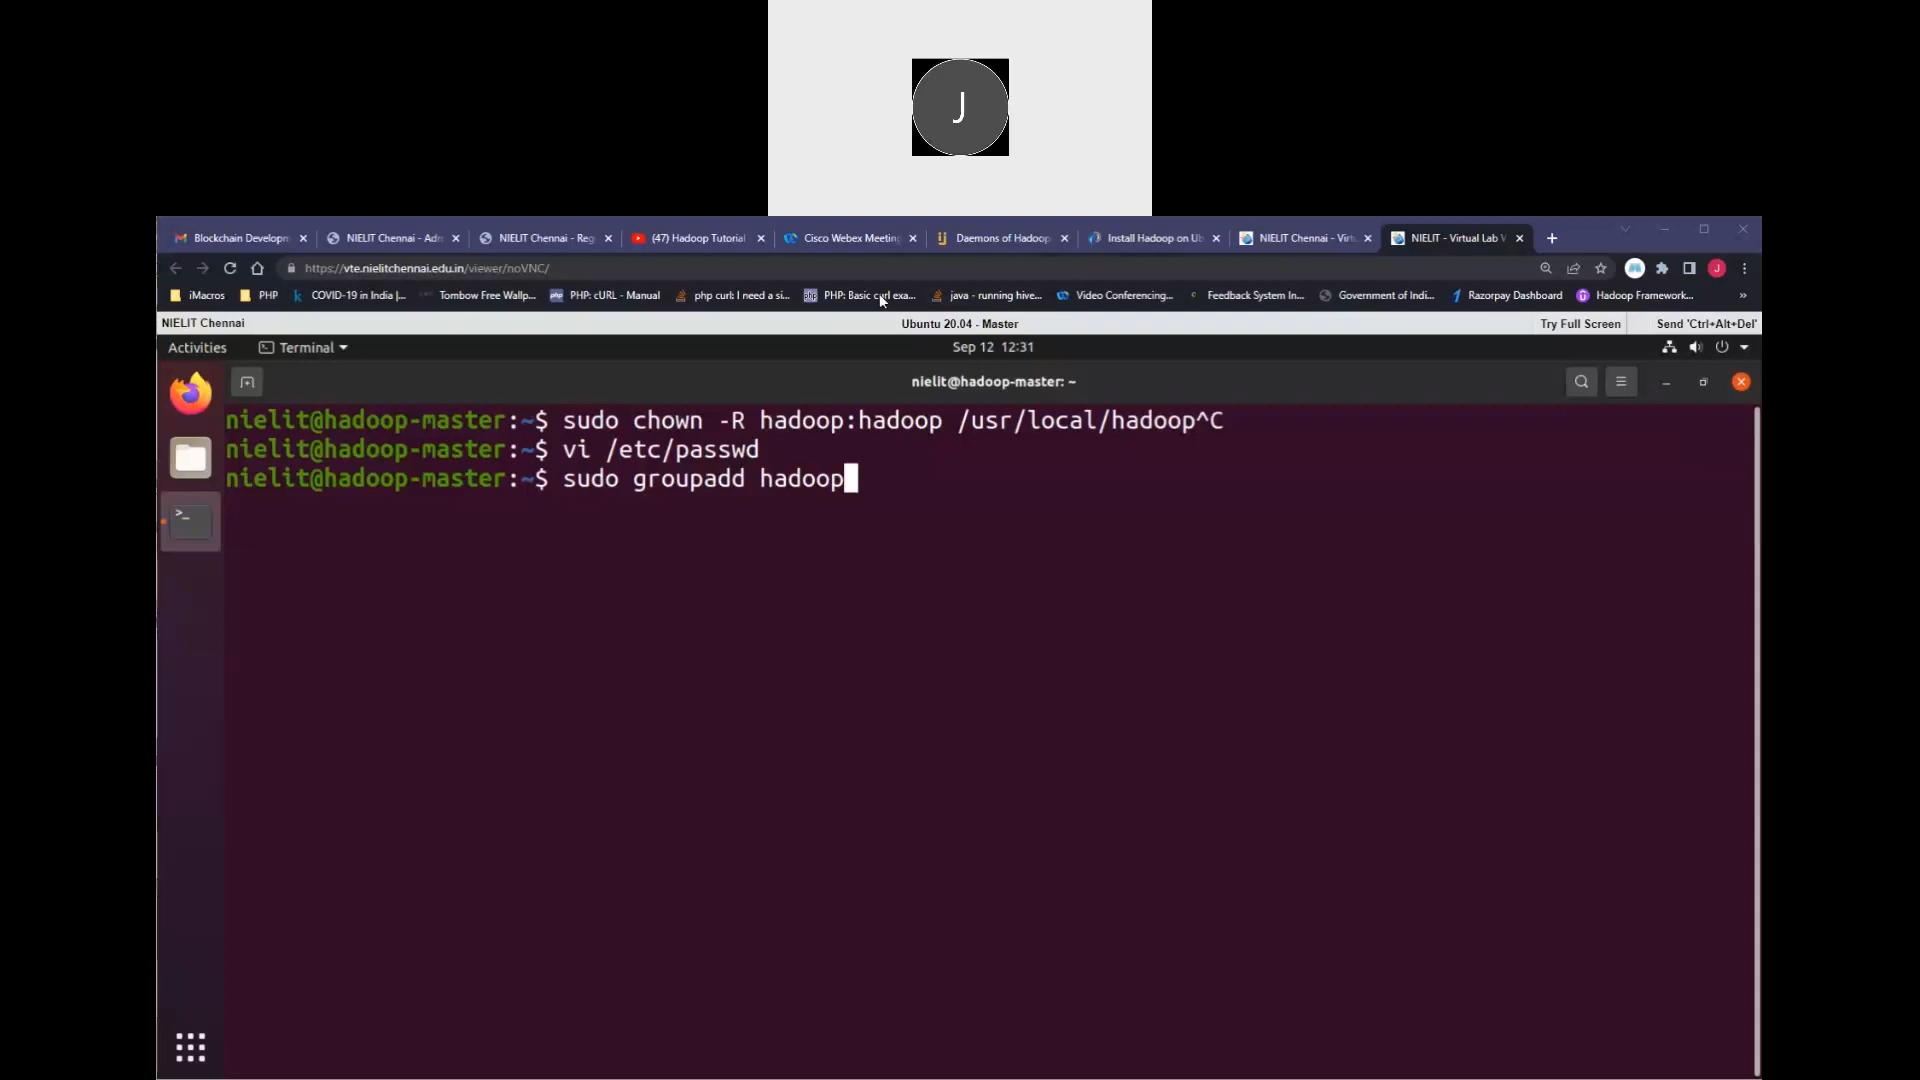 J
Blockchain Developm
NIELIT Chennai - Adm
NIELIT Chennai - Reg
(47) Hadoop Tutorial
Cisco Webex Meeting
Daemons of Hadoop
Install Hadoop on Ub
NIELIT Chennai - Virtu
NIELIT - Virtual Lab V
https://vte.nielitchennai.edu.in/viewer/noVNC/
J
iMacros
PHP
COVID-19 in India |...
Tombow Free Wallp...
php PHP: cURL - Manual
php curl: I need a si...
php PHP: Basic curl exa...
java - running hive...
Video Conferencing...
Feedback System In...
Government of Indi...
Razorpay Dashboard
Hadoop Framework...
»
NIELIT Chennai
Ubuntu 20.04 - Master
Try Full Screen
Send 'Ctrl+Alt+Del'
Activities
Terminal
Sep 12 12:31
nielit@hadoop-master: ~
nielit@hadoop-master:~$ sudo chown -R hadoop:hadoop /usr/local/hadoop^C
nielit@hadoop-master:~$ vi /etc/passwd
nielit@hadoop-master:~$ sudo groupadd hadoop
>_